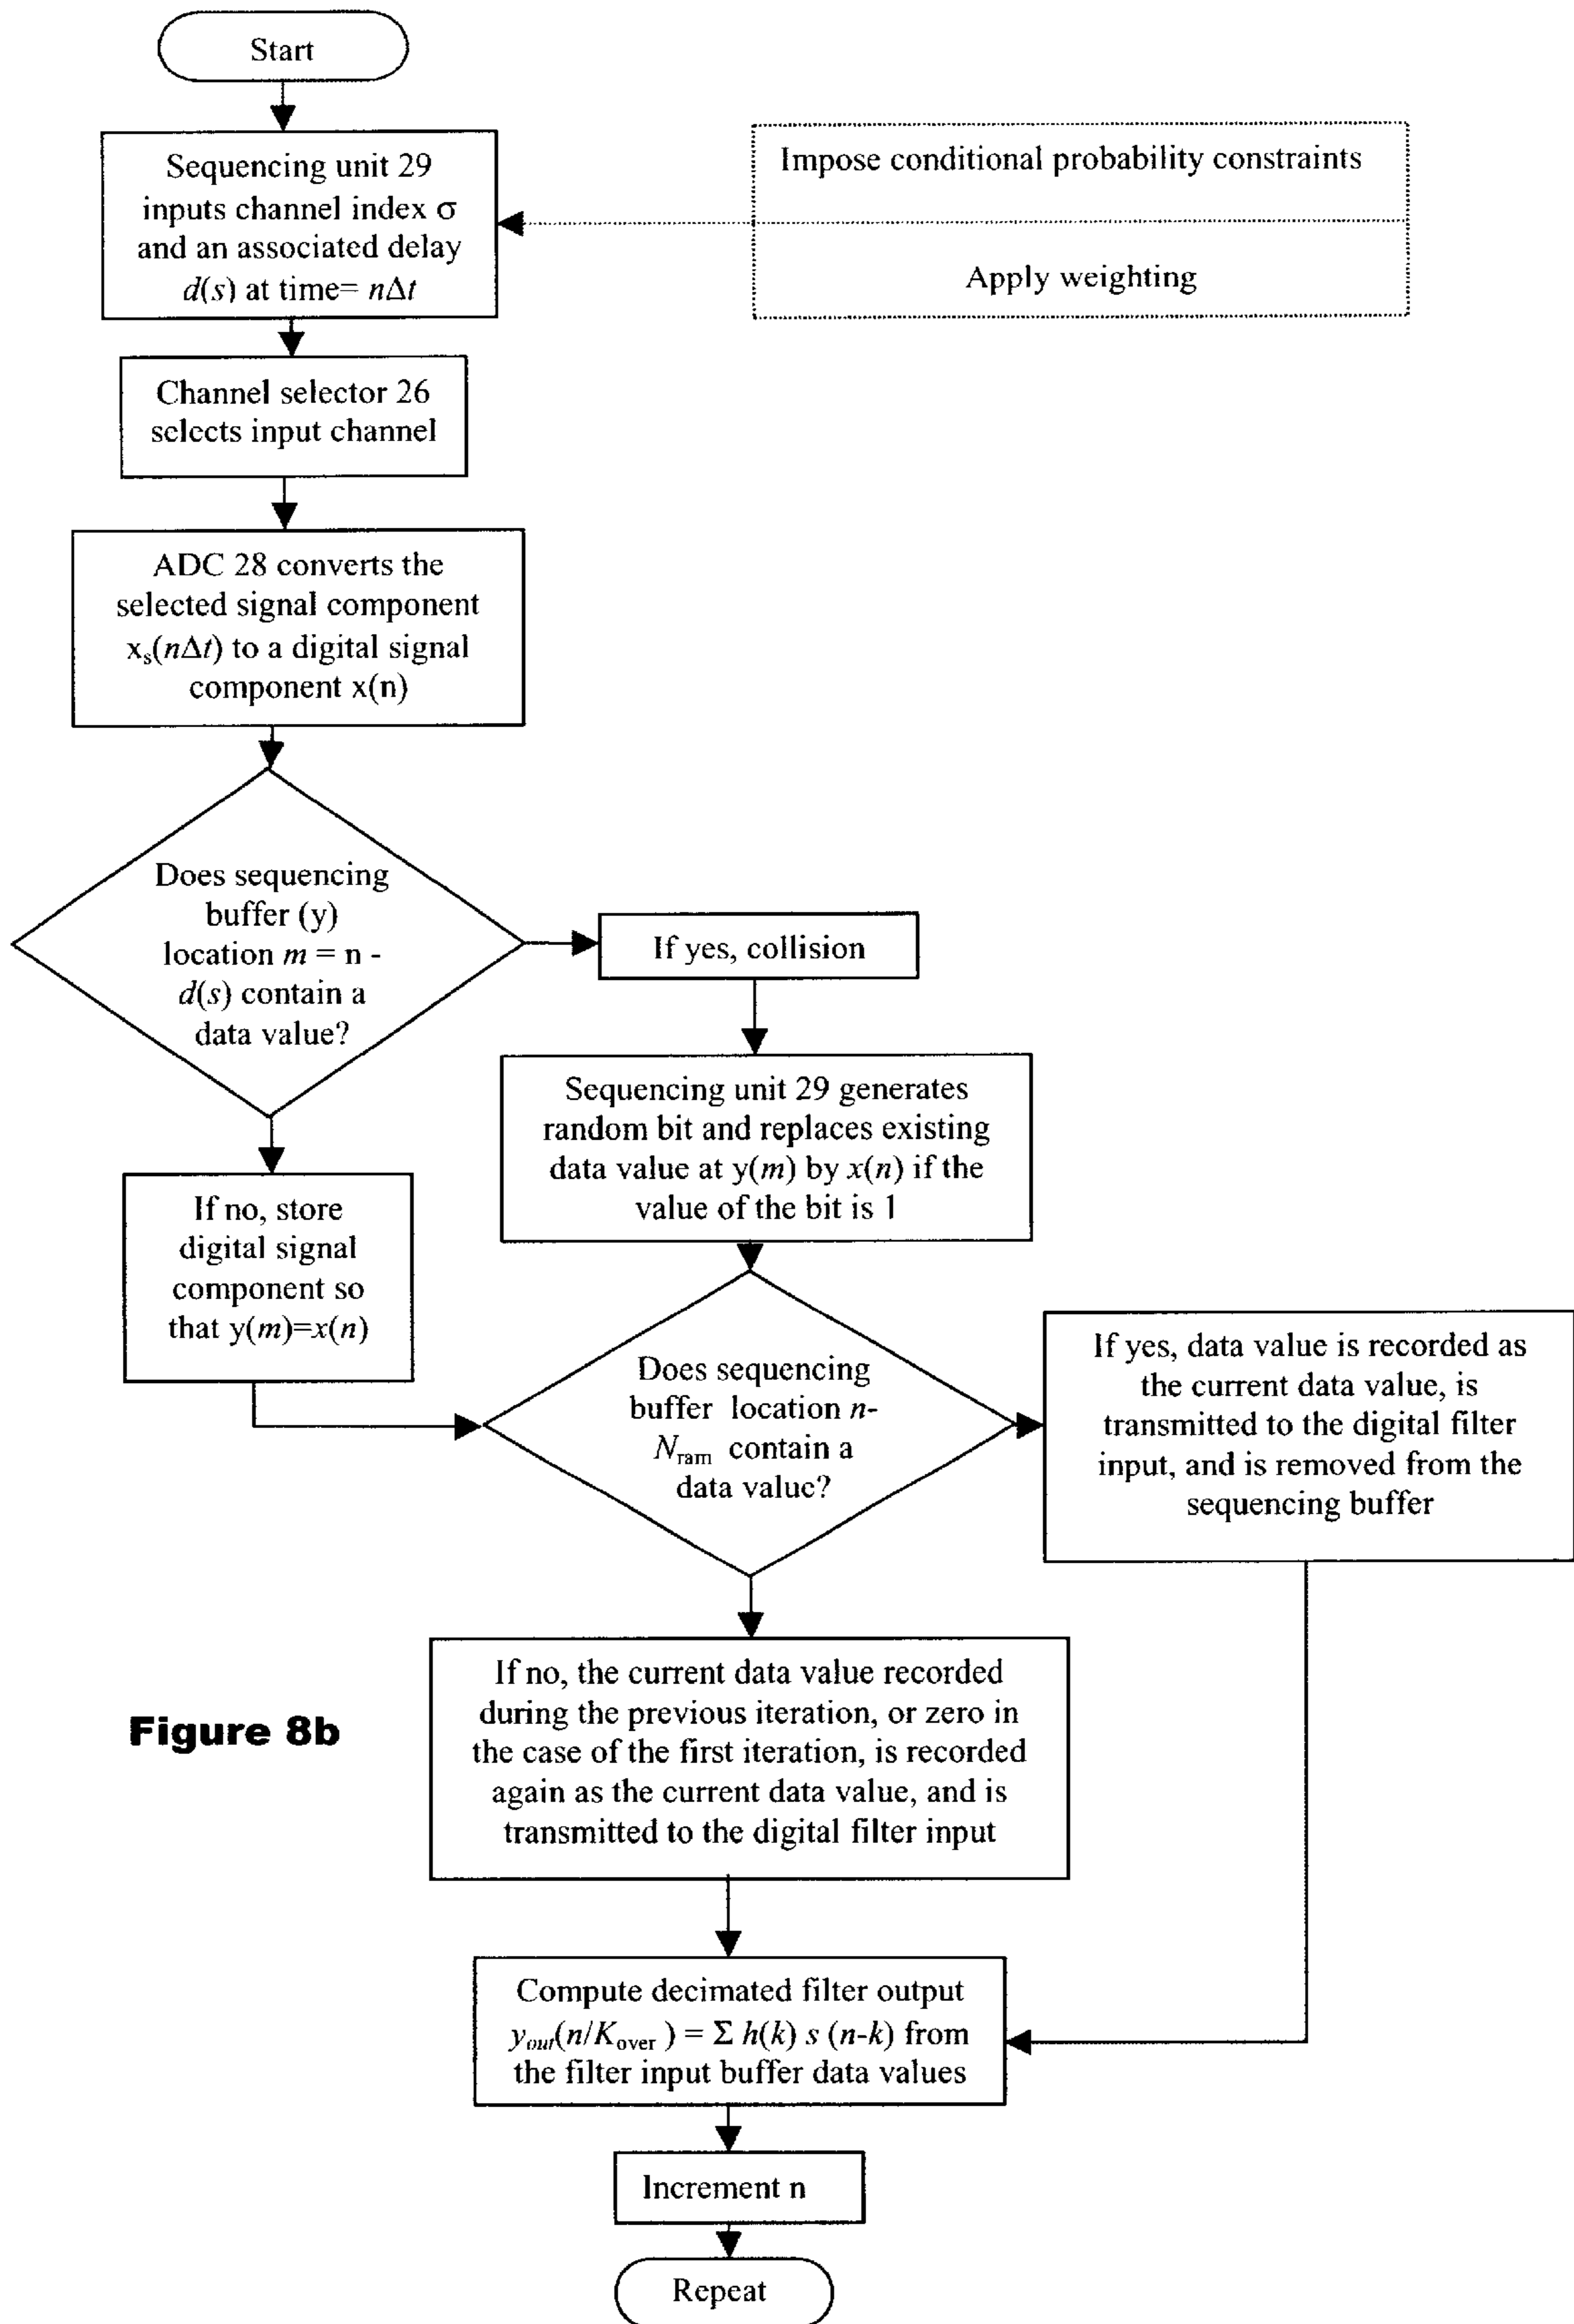 Start
Sequencing unit 29
inputs channel index σ
and an associated delay
d(s) at time= nΔt
Impose conditional probability constraints
Apply weighting
Channel selector 26
selects input channel
ADC 28 converts the
selected signal component
xs(nΔt) to a digital signal
component x(n)
Does sequencing
buffer (y)
location m = n -
d(s) contain a
data value?
If yes, collision
Sequencing unit 29 generates
random bit and replaces existing
data value at y(m) by x(n) if the
value of the bit is 1
If no, store
digital signal
component so
that y(m)=x(n)
Does sequencing
buffer location n-
Nram contain a
data value?
If yes, data value is recorded as
the current data value, is
transmitted to the digital filter
input, and is removed from the
sequencing buffer
If no, the current data value recorded
during the previous iteration, or zero in
the case of the first iteration, is recorded
again as the current data value, and is
transmitted to the digital filter input
Figure 8b
Compute decimated filter output
yout(n/Kover ) = Σ h(k) s (n-k) from
the filter input buffer data values
Increment n
Repeat